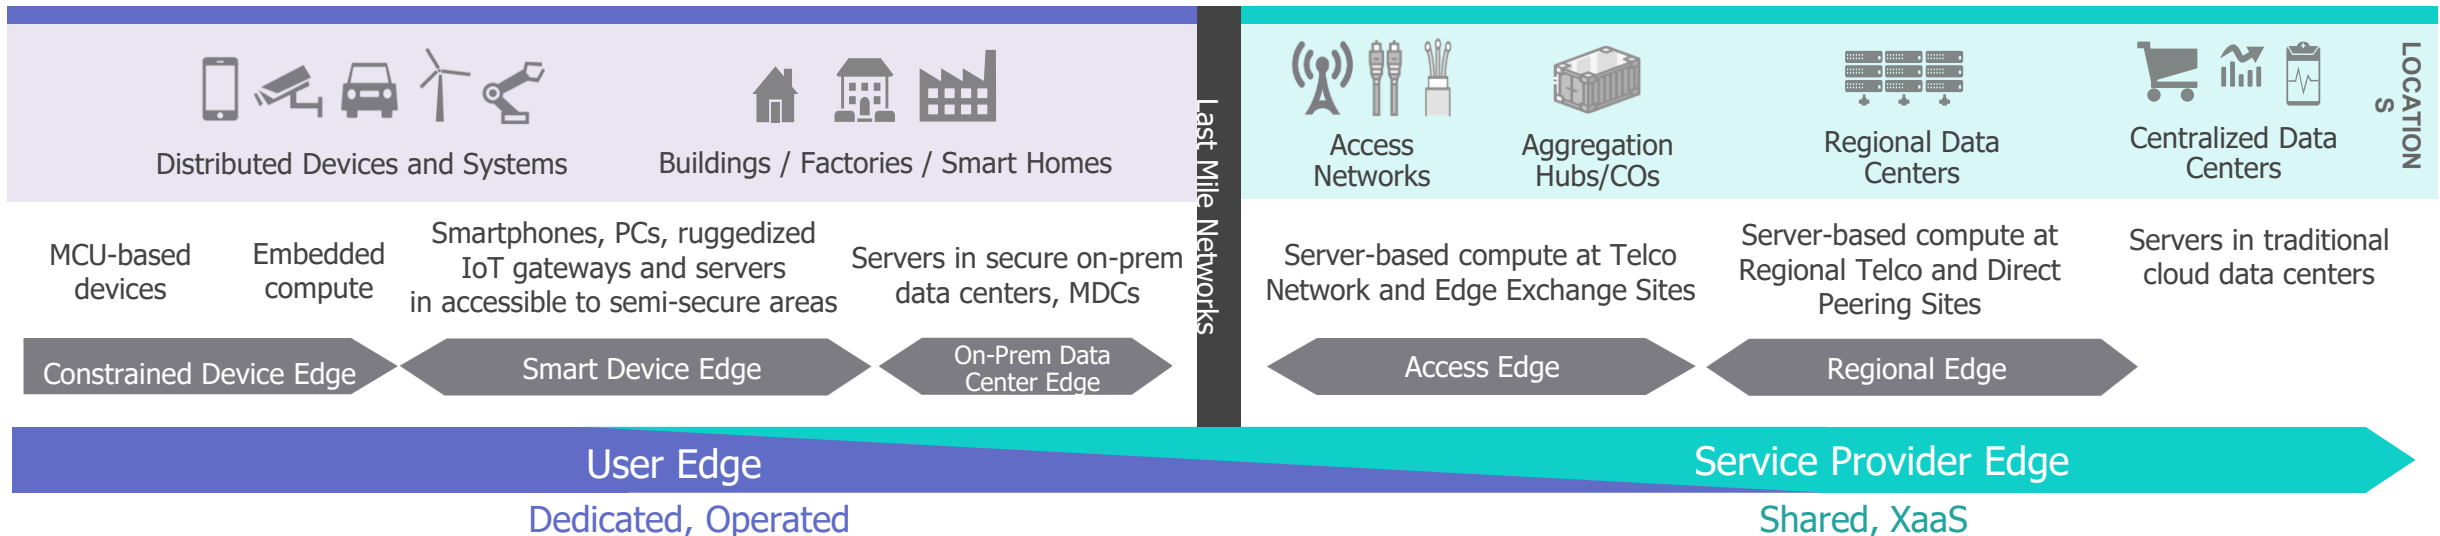 Distributed Devices and Systems
Buildings / Factories / Smart Homes
Last Mile Networks
Access
Networks
Aggregation
Hubs/COs
Regional Data
Centers
Centralized Data
Centers
LOCATION
S
MCU-based
devices
Embedded
compute
Smartphones, PCs, ruggedized
IoT gateways and servers
in accessible to semi-secure areas
Servers in secure on-prem
data centers, MDCs
Server-based compute at Telco
Network and Edge Exchange Sites
Server-based compute at
Regional Telco and Direct
Peering Sites
Servers in traditional
cloud data centers
Constrained Device Edge
Smart Device Edge
On-Prem Data
Center Edge
Access Edge
Regional Edge
User Edge
Service Provider Edge
Dedicated, Operated
Shared, XaaS